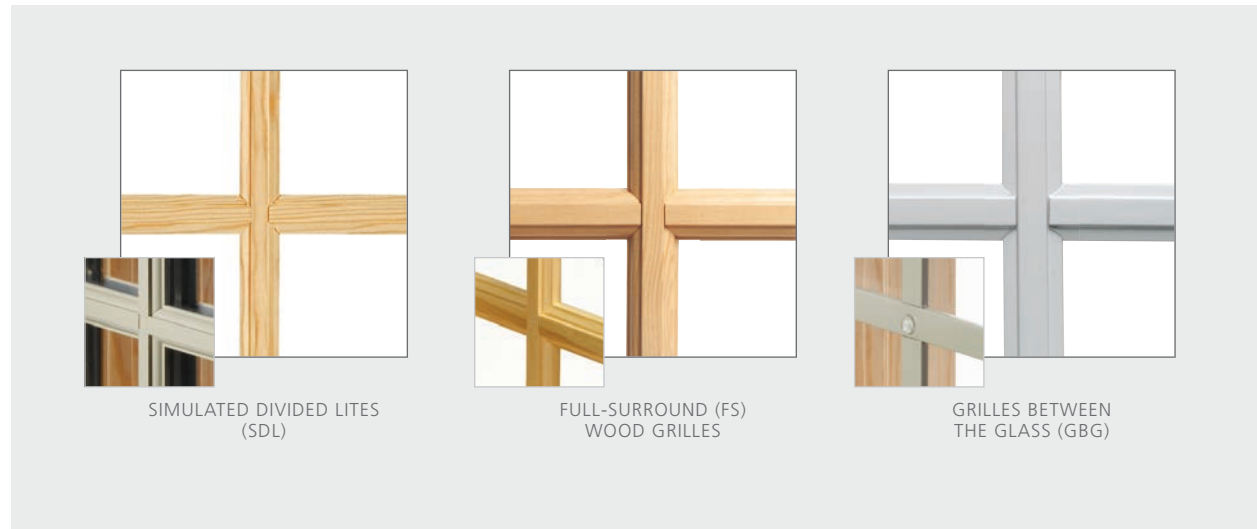 SIMULATED DIVIDED LITES
(SDL)
FULL-SURROUND (FS)
WOOD GRILLES
GRILLES BETWEEN
THE GLASS (GBG)